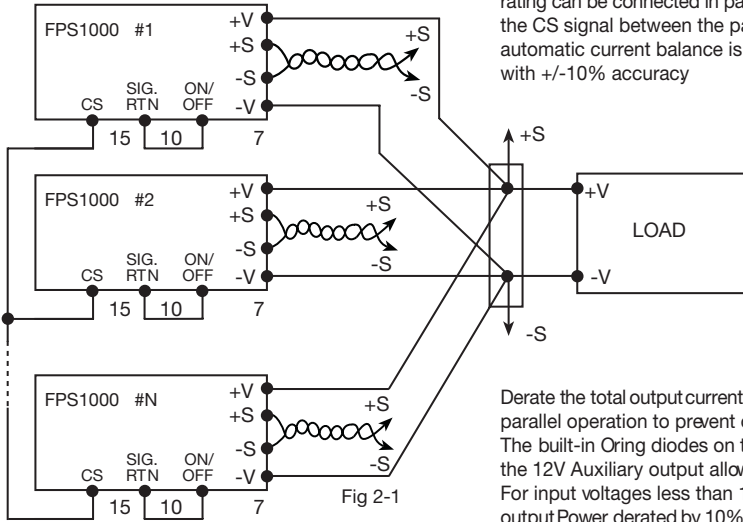 rating can be connected in pa
the CS signal between the pa
automatic current balance is
with +/-10% accuracy
FPS1000 #1
+V
+S
-S
-V
+S
-S
CS
SIG.
RTN
ON/
OFF
15
10
7
FPS1000 #2
+V
+S
-S
-V
+S
-S
CS
SIG.
RTN
ON/
OFF
15
10
7
+S
+V
LOAD
-V
-S
FPS1000 #N
+V
+S
-S
-V
+S
-S
CS
SIG.
RTN
ON/
OFF
15
10
7
Fig 2-1
Derate the total output current
parallel operation to prevent
The built-in Oring diodes on
the 12V Auxiliary output allow
For input voltages less than
output Power derated by 10%